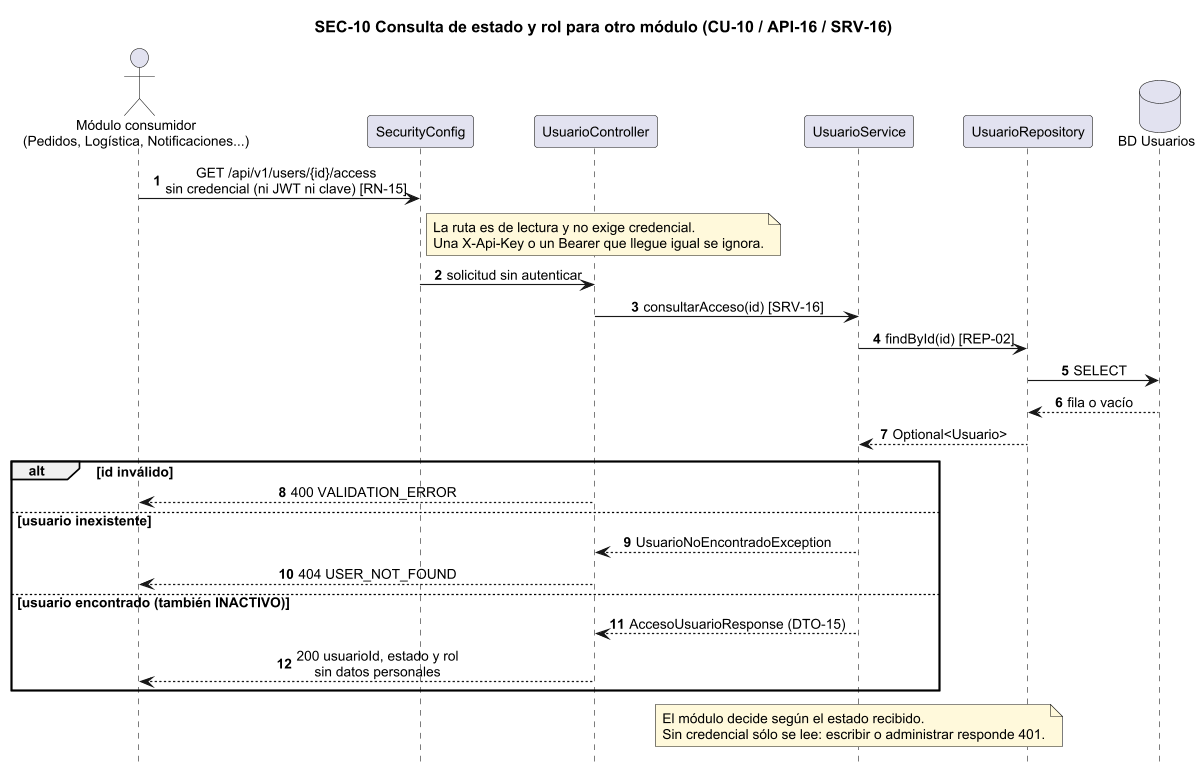 SEC-10 Consulta de estado y rol para otro módulo (CU-10 / API-16 / SRV-16)
Módulo consumidor
(Pedidos, Logística, Notificaciones...)
SecurityConfig
UsuarioController
UsuarioService
UsuarioRepository
BD Usuarios
1 GET /api/v1/users/{id}/access
sin credencial (ni JWT ni clave) [RN-15]
La ruta es de lectura y no exige credencial.
Una X-Api-Key o un Bearer que llegue igual se ignora.
2 solicitud sin autenticar
3 consultarAcceso(id) [SRV-16]
4 findById(id) [REP-02]
5 SELECT
6 fila o vacío
7 Optional<Usuario>
alt [id inválido]
8 400 VALIDATION_ERROR
[usuario inexistente]
9 UsuarioNoEncontradoException
10 404 USER_NOT_FOUND
[usuario encontrado (también INACTIVO)]
11 AccesoUsuarioResponse (DTO-15)
12 200 usuarioId, estado y rol
sin datos personales
El módulo decide según el estado recibido.
Sin credencial sólo se lee: escribir o administrar responde 401.